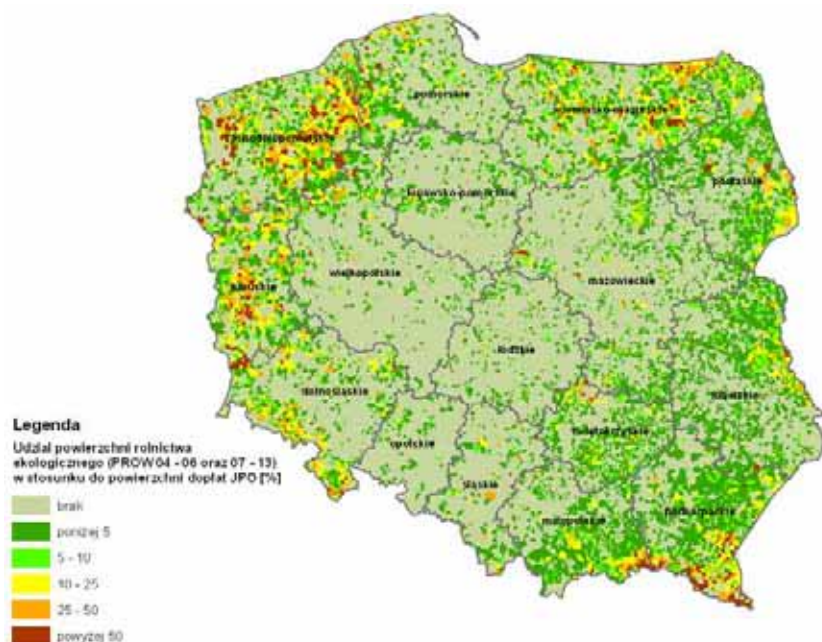 pomorskie
warmińsko-mazurskie
zachodniopomorskie
podlaskie
kujawsko-pomorskie
wielkopolskie
mazowieckie
lubuskie
łódzkie
dolnośląskie
lubelskie
świętokrzyskie
opolskie
śląskie
małopolskie
podkarpackie
Legenda
Udział powierzchni rolnictwa
ekologicznego (PROW 04 - 06 oraz 07 - 13)
w stosunku do powierzchni dopłat JPO [%]
brak
poniżej 5
5 - 10
10 - 25
25 - 50
powyżej 50